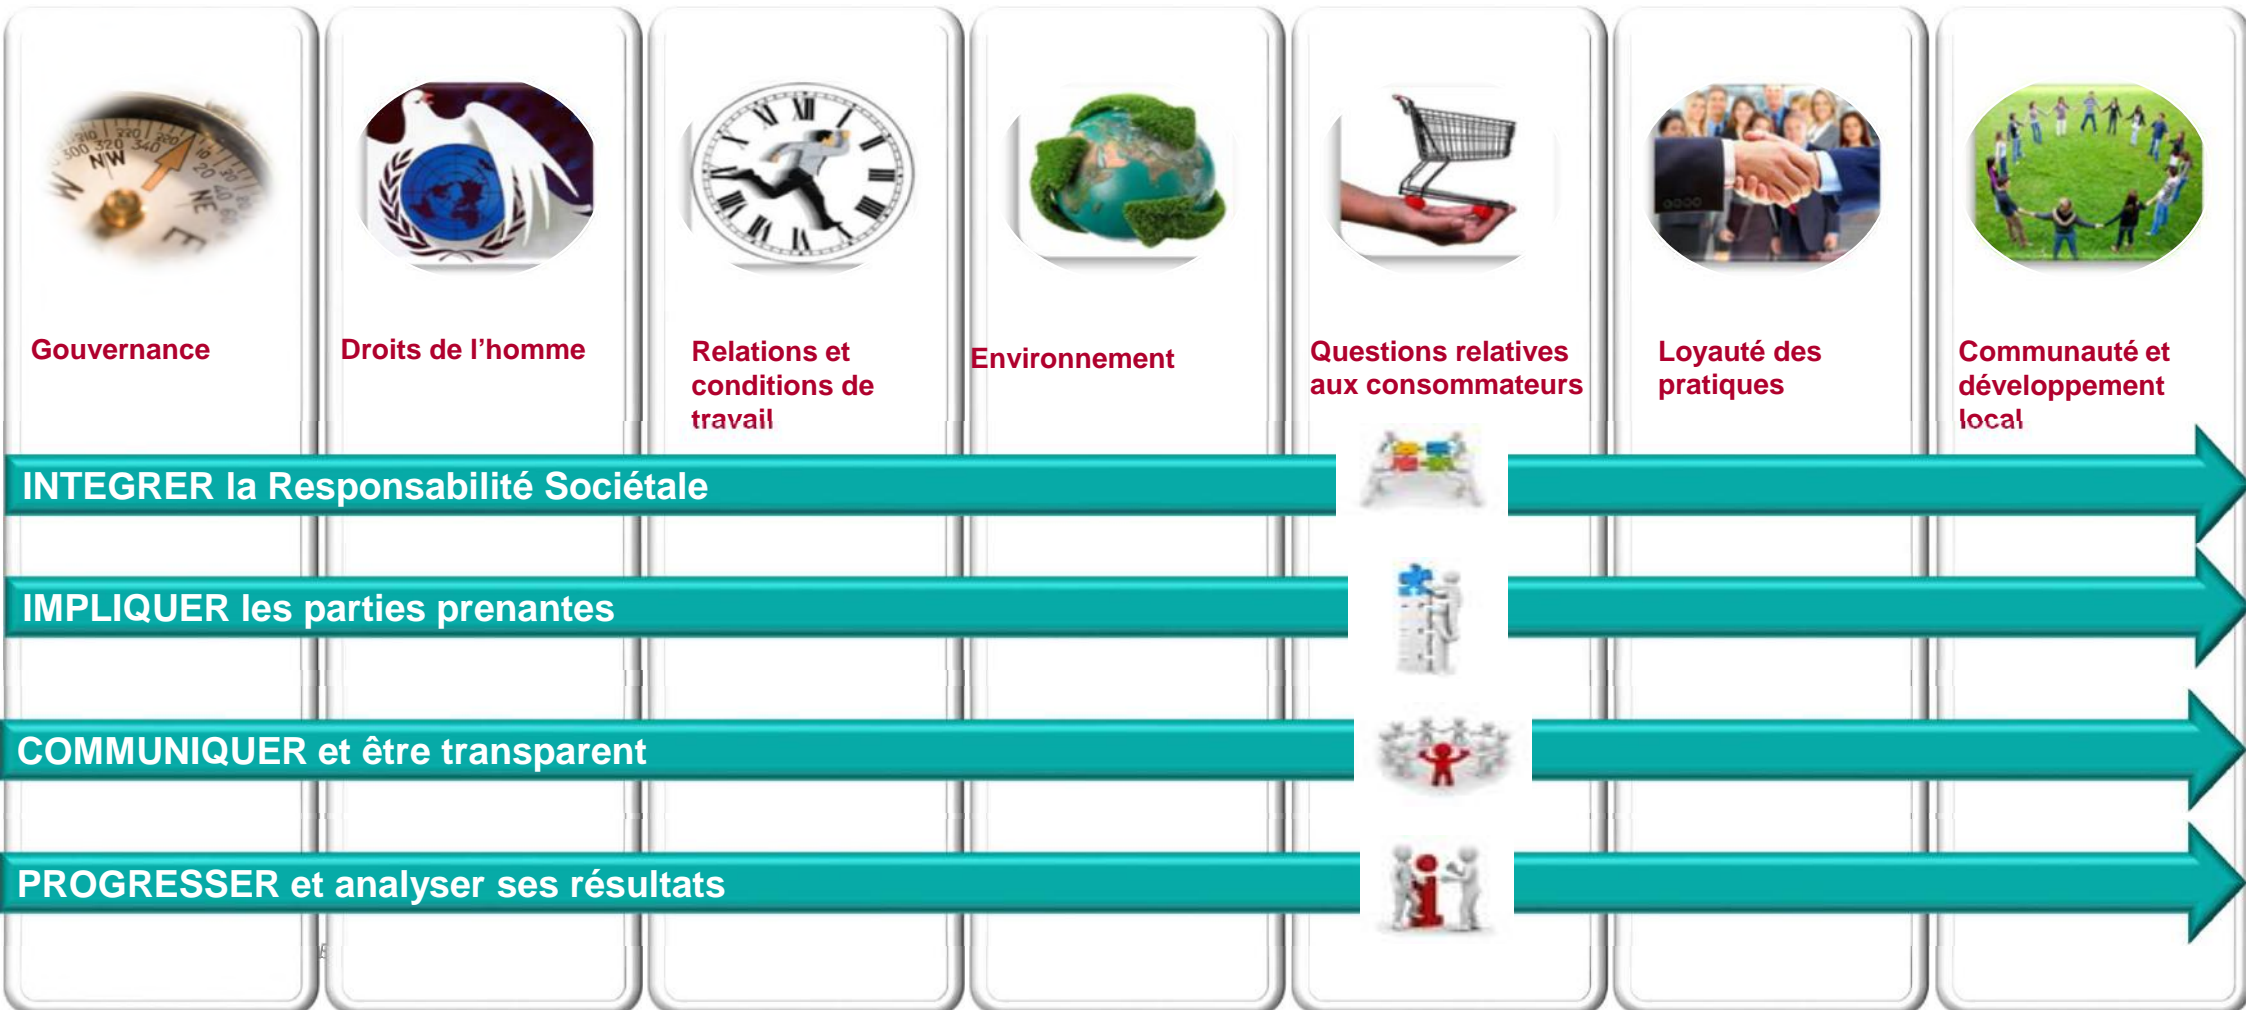 Gouvernance
Droits de l’homme
Relations et
conditions de
travail
Environnement
Questions relatives
aux consommateurs
Loyauté des
pratiques
Communauté et
développement
local
INTEGRER la Responsabilité Sociétale
IMPLIQUER les parties prenantes
COMMUNIQUER et être transparent
PROGRESSER et analyser ses résultats